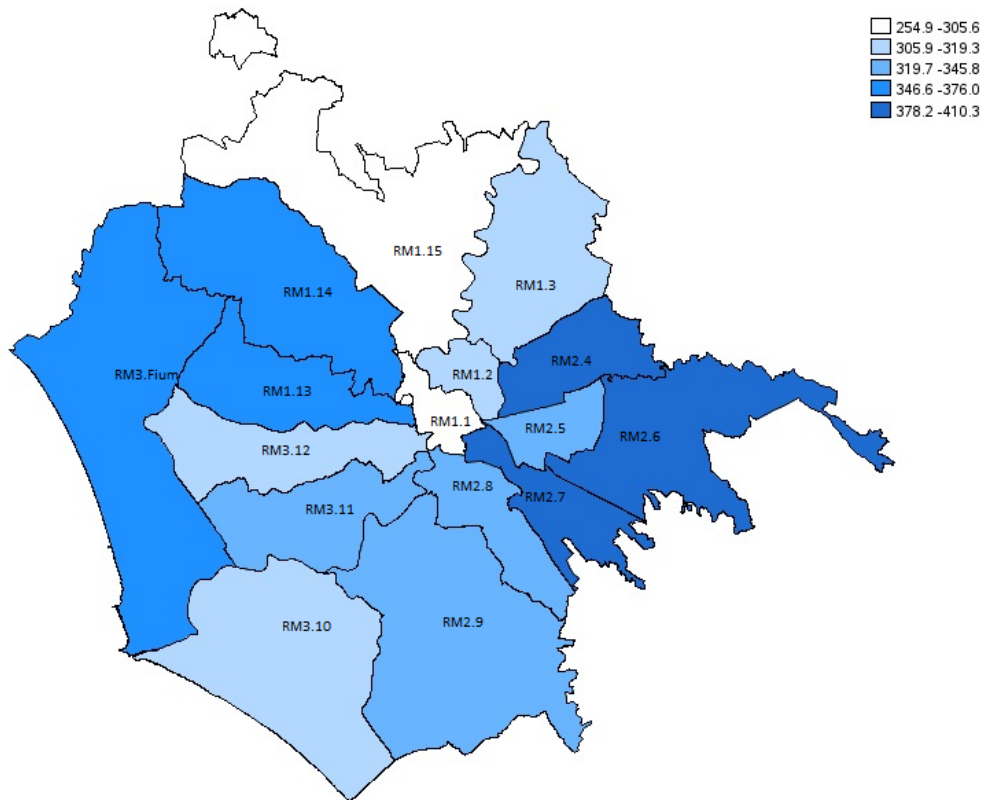 254.9 -305.6
305.9 -319.3
319.7 -345.8
346.6 -376.0
378.2 -410.3
RM1.15
RM1.3
RM1.14
RM2.4
RM3.Fium
RM1.13
RM1.2
RM1.1
RM2.5
RM2.6
RM3.12
RM2.8
RM2.7
RM3.11
RM3.10
RM2.9